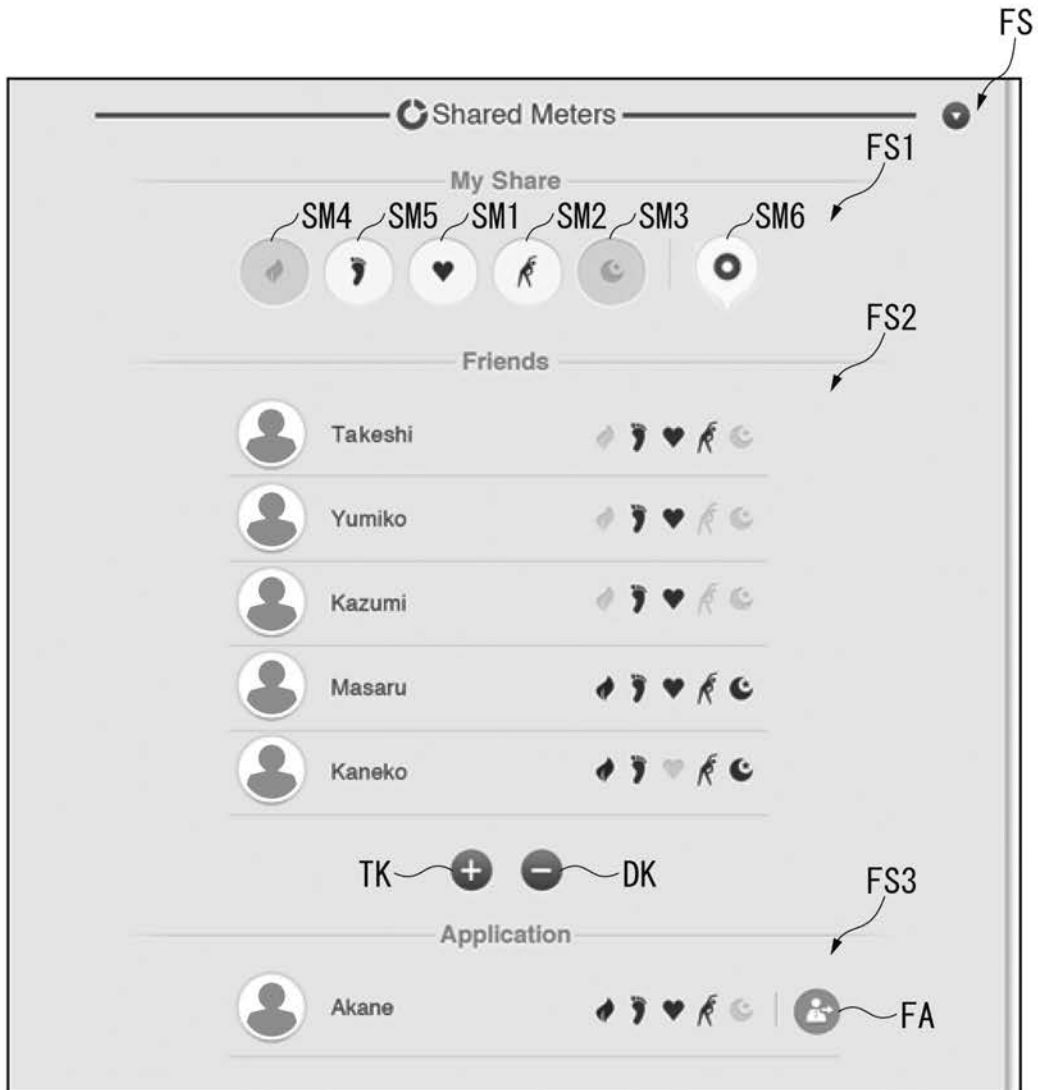 FS
Shared Meters
FS1
My Share
SM4 SM5 SM1 SM2 SM3 SM6
FS2
Friends
Takeshi
Yumiko
Kazumi
Masaru
Kaneko
TK DK
FS3
Application
Akane
FA